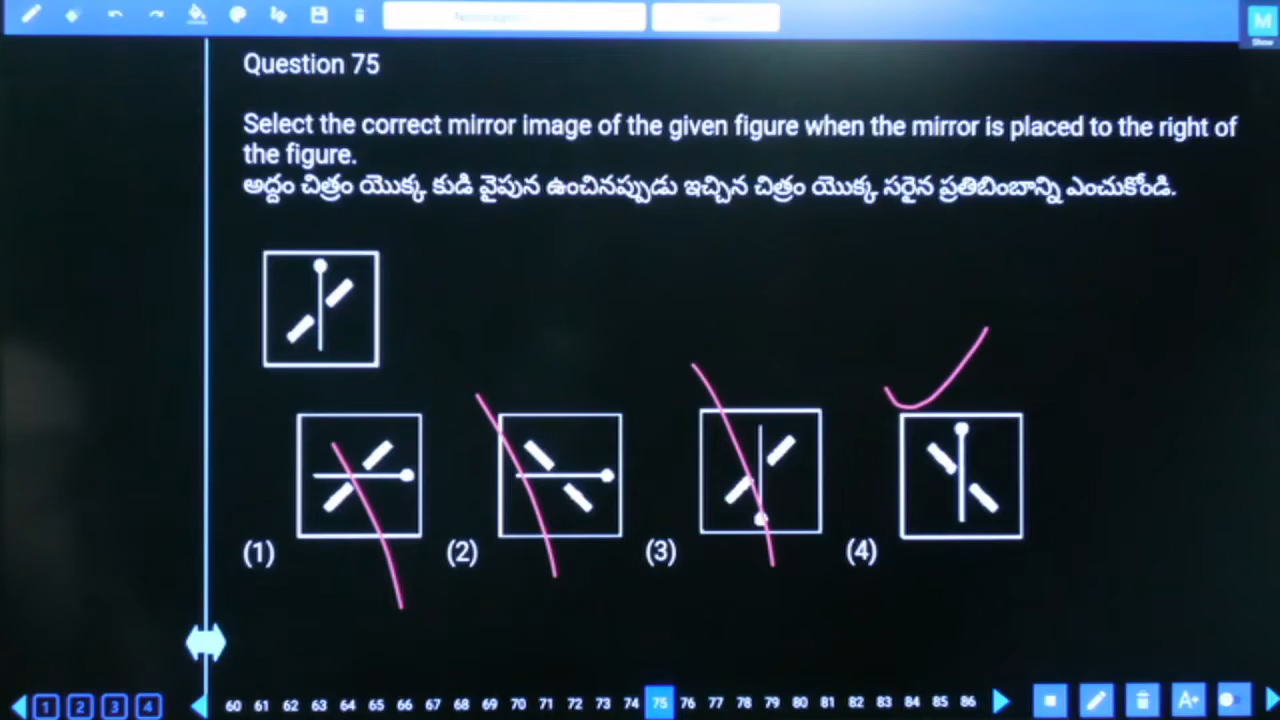 M
Show
Question 75
Select the correct mirror image of the given figure when the mirror is placed to the right of
the figure.
అద్దం చిత్రం యొక్క కుడి వైపున ఉంచినప్పుడు ఇచ్చిన చిత్రం యొక్క సరైన ప్రతిబింబాన్ని ఎంచుకోండి.
(1) (2) (3) (4)
1 2 3 4 60 61 62 63 64 65 66 67 68 69 70 71 72 73 74 75 76 77 78 79 80 81 82 83 84 85 86 A+